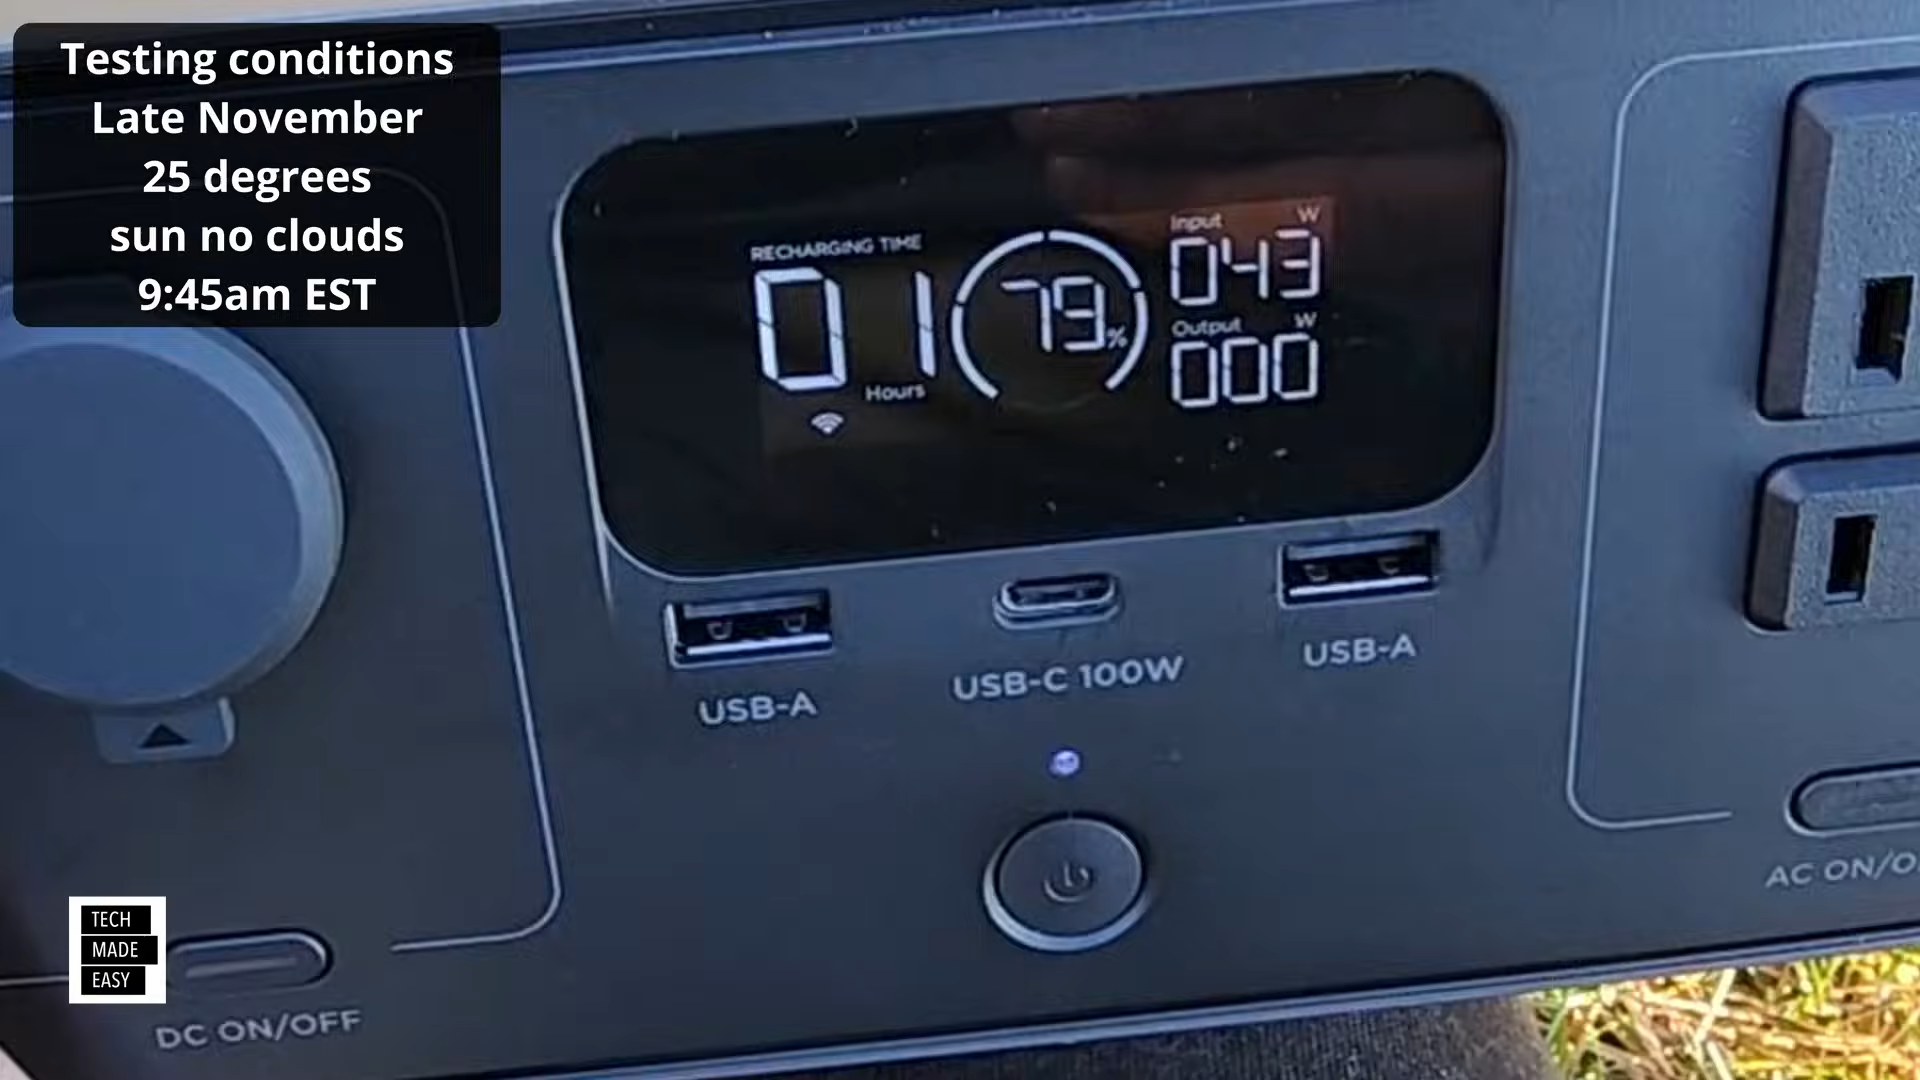 Testing conditions
Late November
25 degrees
sun no clouds
9:45am EST
RECHARGING TIME
01
Hours
79%
Input W
043
Output W
000
USB-A
USB-C 100W
USB-A
TECH
MADE
EASY
DC ON/OFF
AC ON/O